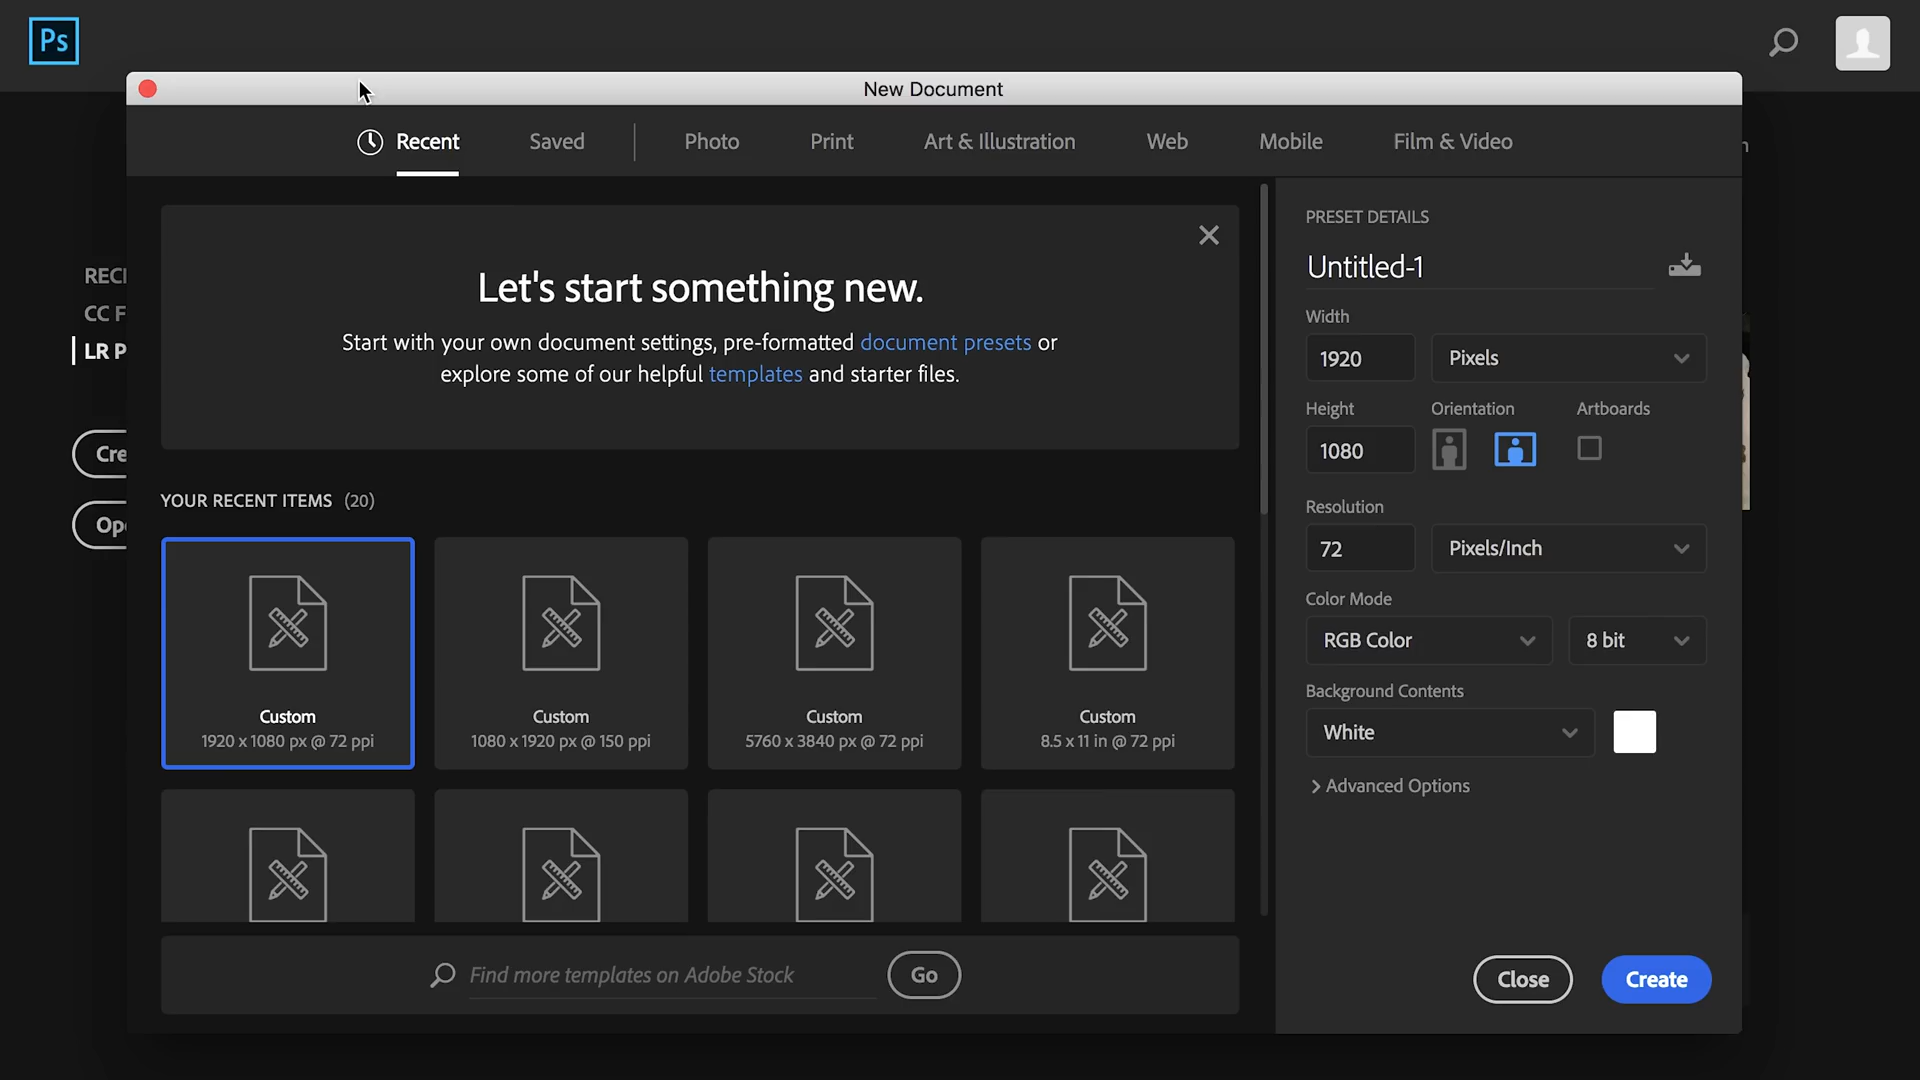 Ps
New Document
Recent
Saved
Photo
Print
Art & Illustration
Web
Mobile
Film & Video
Let's start something new.
Start with your own document settings, pre-formatted document presets or
explore some of our helpful templates and starter files.
YOUR RECENT ITEMS (20)
Custom
1920 x 1080 px @ 72 ppi
Custom
1080 x 1920 px @ 150 ppi
Custom
5760 x 3840 px @ 72 ppi
Custom
8.5 x 11 in @ 72 ppi
Find more templates on Adobe Stock
Go
PRESET DETAILS
Untitled-1
Width
1920
Pixels
Height
Orientation
Artboards
1080
Resolution
72
Pixels/Inch
Color Mode
RGB Color
8 bit
Background Contents
White
Advanced Options
Close
Create
RECE
CC F
LR P
Cre
Ope